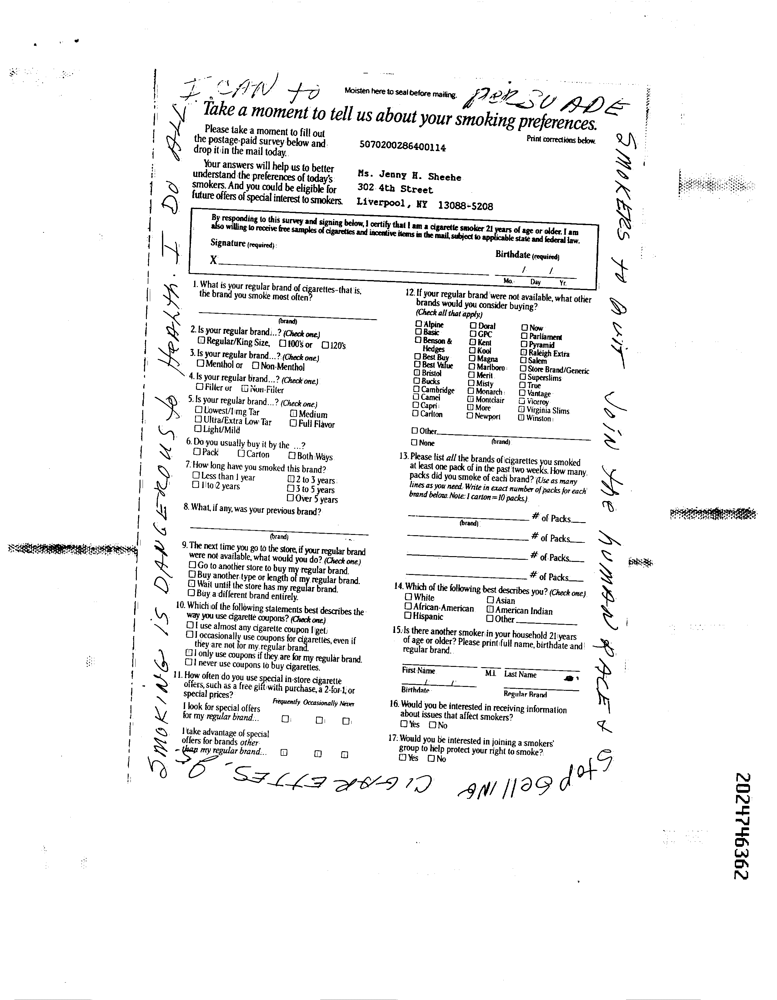 I CAN to
PERSUADE
SMOKERS to QUIT JOIN the human RACE &
Stop Selling
CIGARETTES.
SMOKING IS DANGEROUS to HEALTH. I DO ALL
Moisten here to seal before mailing.
Take a moment to tell us about your smoking preferences.
Print corrections below.
Please take a moment to fill out
the postage-paid survey below and
drop it in the mail today.
Your answers will help us to better
understand the preferences of today's
smokers. And you could be eligible for
future offers of special interest to smokers.
5070200286400114
Ms. Jenny H. Sheehe
302 4th Street
Liverpool, NY 13088-5208
By responding to this survey and signing below, I certify that I am a cigarette smoker 21 years of age or older. I am
also willing to receive free samples of cigarettes and incentive items in the mail, subject to applicable state and federal law.
Signature (required)
Birthdate (required)
X
/ /
Mo. Day Yr.
1. What is your regular brand of cigarettes-that is,
the brand you smoke most often?
(brand)
2. Is your regular brand...? (Check one)
☐ Regular/King Size, ☐ 100's or ☐ 120's
3. Is your regular brand...? (Check one)
☐ Menthol or ☐ Non-Menthol
4. Is your regular brand...? (Check one)
☐ Filter or ☐ Non-Filter
5. Is your regular brand...? (Check one)
☐ Lowest/1 mg Tar ☐ Medium
☐ Ultra/Extra Low Tar ☐ Full Flavor
☐ Light/Mild
6. Do you usually buy it by the ...?
☐ Pack ☐ Carton ☐ Both Ways
7. How long have you smoked this brand?
☐ Less than 1 year ☐ 2 to 3 years
☐ 1 to 2 years ☐ 3 to 5 years
☐ Over 5 years
8. What, if any, was your previous brand?
(brand)
9. The next time you go to the store, if your regular brand
were not available, what would you do? (Check one)
☐ Go to another store to buy my regular brand.
☐ Buy another type or length of my regular brand.
☐ Wait until the store has my regular brand.
☐ Buy a different brand entirely.
10. Which of the following statements best describes the
way you use cigarette coupons? (Check one)
☐ I use almost any cigarette coupon I get.
☐ I occasionally use coupons for cigarettes, even if
they are not for my regular brand.
☐ I only use coupons if they are for my regular brand.
☐ I never use coupons to buy cigarettes.
11. How often do you use special in-store cigarette
offers, such as a free gift with purchase, a 2-for-1, or
special prices?
Frequently Occasionally Never
I look for special offers
for my regular brand... ☐ ☐ ☐
I take advantage of special
offers for brands other
than my regular brand... ☐ ☐ ☐
12. If your regular brand were not available, what other
brands would you consider buying?
(Check all that apply)
☐ Alpine ☐ Doral ☐ Now
☐ Basic ☐ GPC ☐ Parliament
☐ Benson & Hedges ☐ Kent ☐ Pyramid
☐ Kool ☐ Raleigh Extra
☐ Best Buy ☐ Magna ☐ Salem
☐ Best Value ☐ Marlboro ☐ Store Brand/Generic
☐ Bristol ☐ Merit ☐ Superslims
☐ Bucks ☐ Misty ☐ True
☐ Cambridge ☐ Monarch ☐ Vantage
☐ Camel ☐ Montclair ☐ Viceroy
☐ Capri ☐ More ☐ Virginia Slims
☐ Carlton ☐ Newport ☐ Winston
☐ Other
☐ None (brand)
13. Please list all the brands of cigarettes you smoked
at least one pack of in the past two weeks. How many
packs did you smoke of each brand? (Use as many
lines as you need. Write in exact number of packs for each
brand below. Note: 1 carton = 10 packs)
# of Packs
(brand)
# of Packs
# of Packs
# of Packs
14. Which of the following best describes you? (Check one)
☐ White ☐ Asian
☐ African-American ☐ American Indian
☐ Hispanic ☐ Other
15. Is there another smoker in your household 21 years
of age or older? Please print full name, birthdate and
regular brand.
First Name M.I. Last Name
/ /
Birthdate Regular Brand
16. Would you be interested in receiving information
about issues that affect smokers?
☐ Yes ☐ No
17. Would you be interested in joining a smokers'
group to help protect your right to smoke?
☐ Yes ☐ No
2024746362